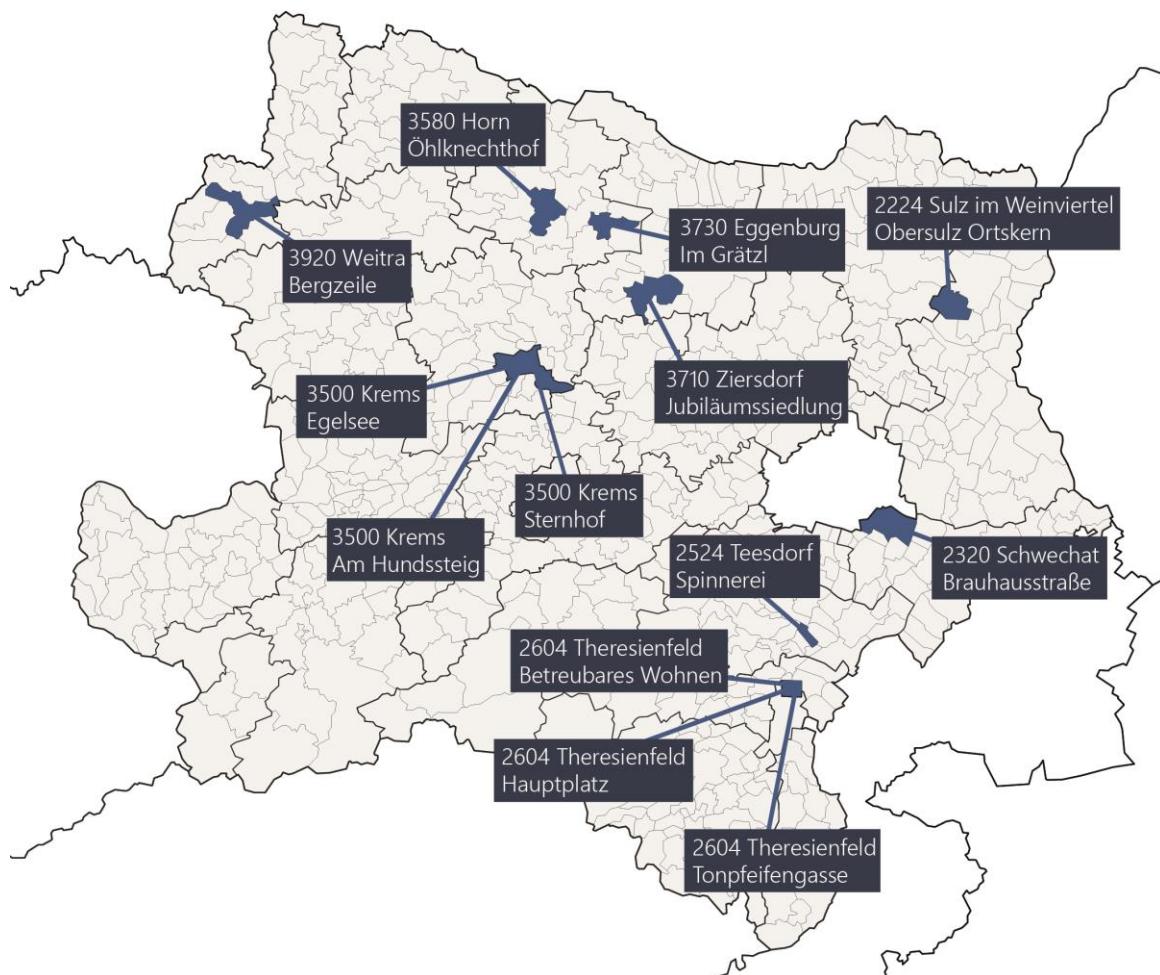 3580 Horn
Öhlknechthof
2224 Sulz im Weinviertel
Obersulz Ortskern
3730 Eggenburg
Im Grätzl
3920 Weitra
Bergzeile
3710 Ziersdorf
Jubiläumssiedlung
3500 Krems
Egelsee
3500 Krems
Sternhof
3500 Krems
Am Hundssteig
2524 Teesdorf
Spinnerei
2320 Schwechat
Brauhausstraße
2604 Theresienfeld
Betreubares Wohnen
2604 Theresienfeld
Hauptplatz
2604 Theresienfeld
Tonpfeifengasse